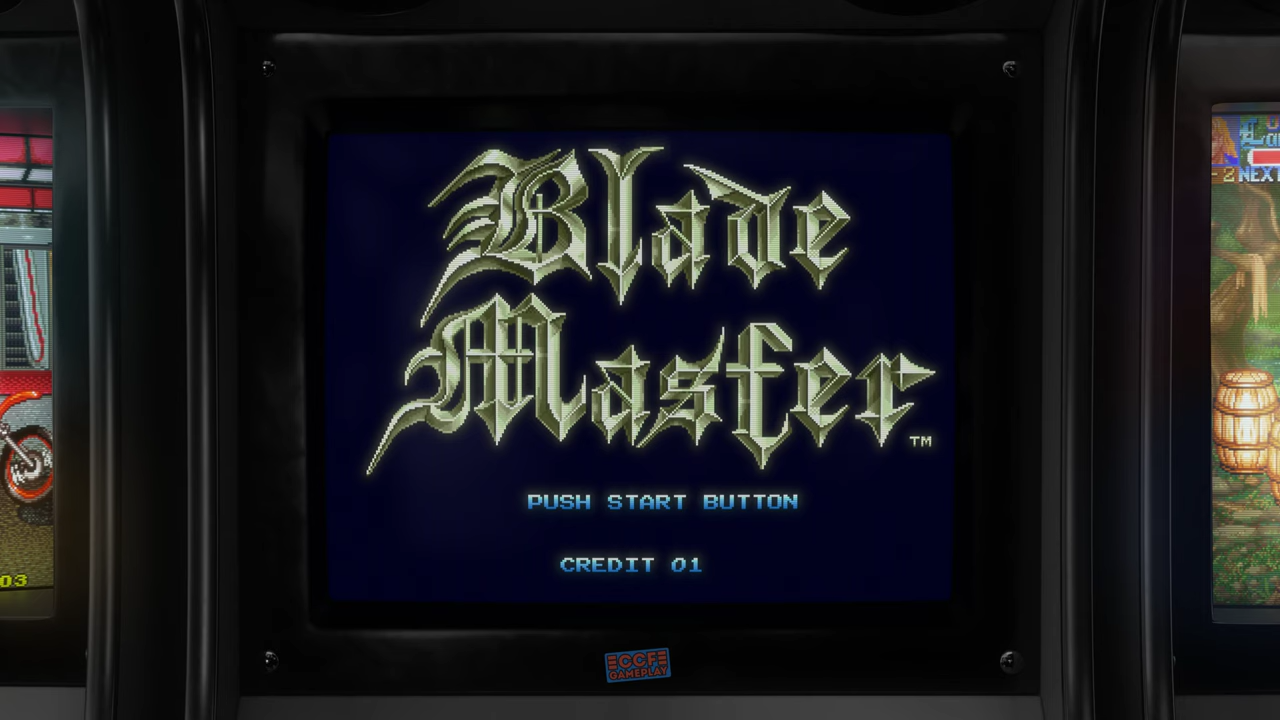 Blade
Master
TM
PUSH START BUTTON
CREDIT 01
CCF
GAMEPLAY
03
-2 NEXT